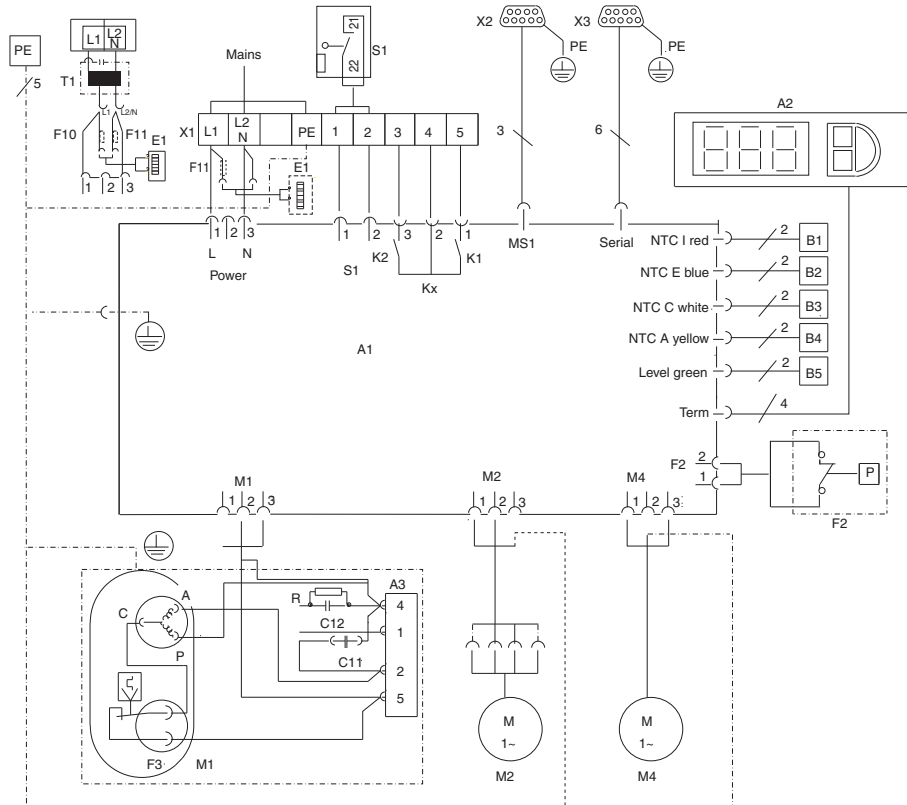 X2
X3
L1
L2
N
PE
T1
5
L1
L2/N
F10
F11
E1
1
2
3
Mains
21
22
S1
PE
PE
A2
X1
L1
L2
N
PE
1
2
3
4
5
3
6
F11
E1
1
2
3
L
N
Power
1
2
S1
3
2
1
K2
K1
Kx
MS1
Serial
NTC I red
2
B1
NTC E blue
2
B2
NTC C white
2
B3
NTC A yellow
2
B4
Level green
2
B5
Term
4
A1
F2
2
1
P
F2
M1
1
2
3
M2
1
2
3
M4
1
2
3
A3
R
4
C12
1
C11
2
5
C
A
P
F3
M1
M
1~
M2
M
1~
M4